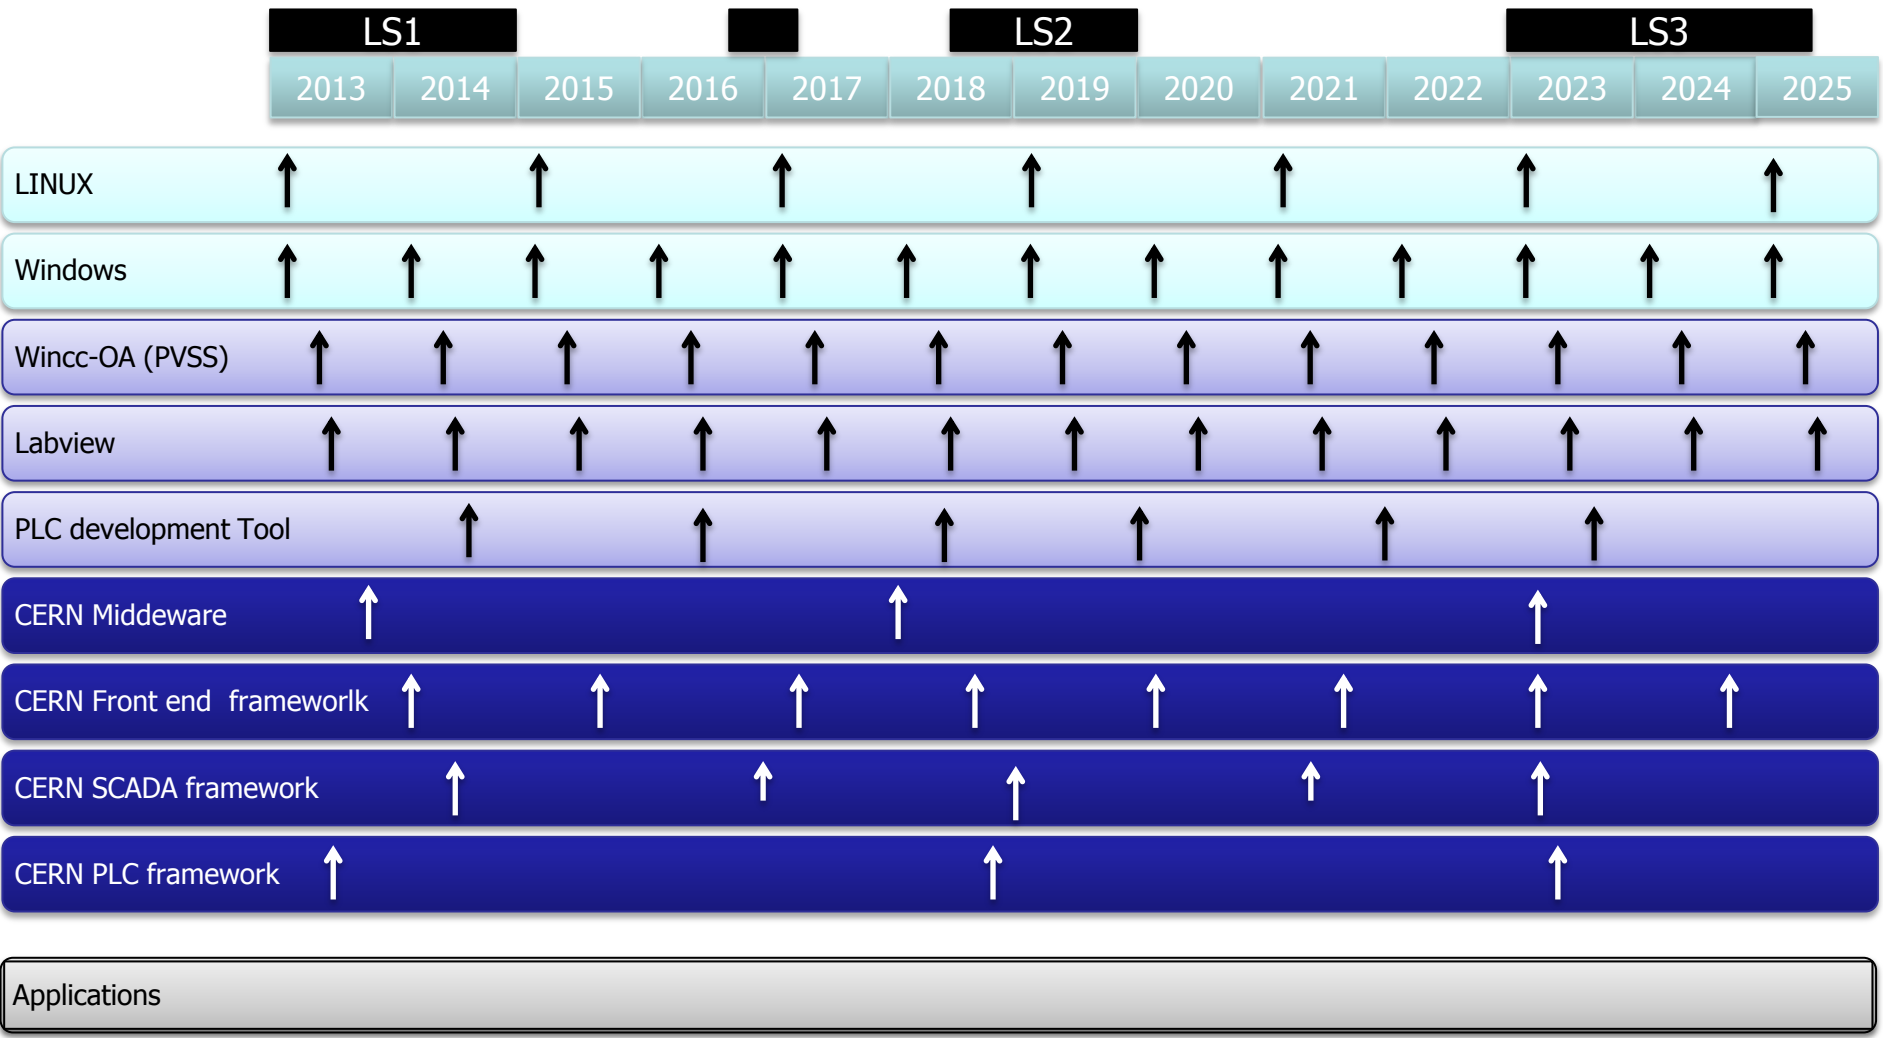 LS1 LS2 LS3
2013 2014 2015 2016 2017 2018 2019 2020 2021 2022 2023 2024 2025
LINUX
Windows
Wincc-OA (PVSS)
Labview
PLC development Tool
CERN Middeware
CERN Front end frameworlk
CERN SCADA framework
CERN PLC framework
Applications